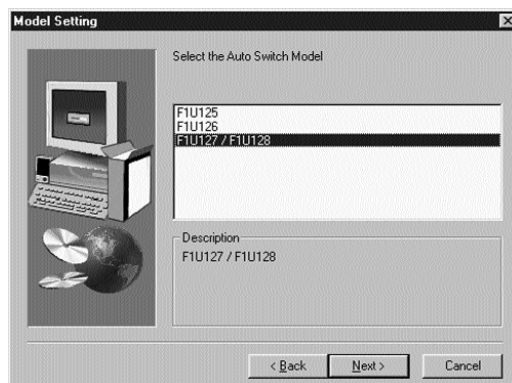 Model Setting
Select the Auto Switch Model
F1U125
F1U126
F1U127 / F1U128
Description
F1U127 / F1U128
< Back
Next >
Cancel